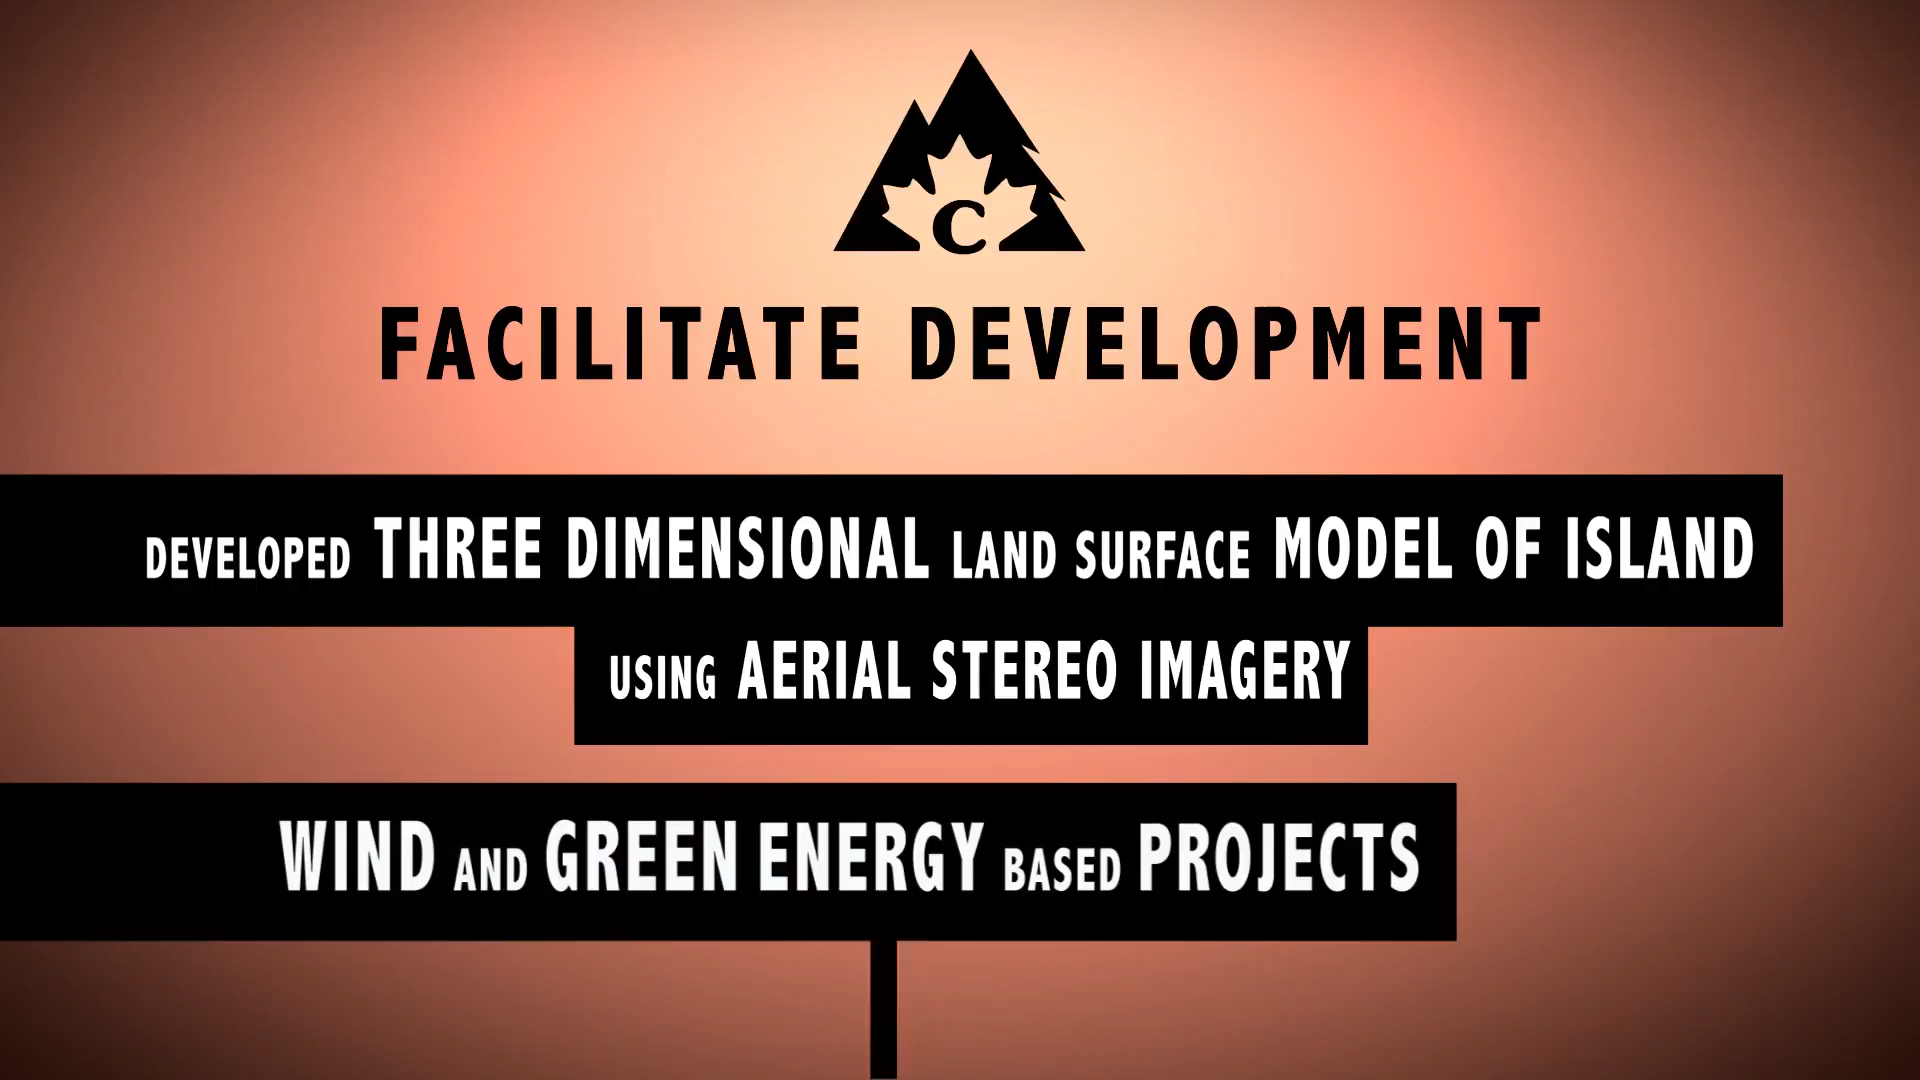 C
FACILITATE DEVELOPMENT
DEVELOPED THREE DIMENSIONAL LAND SURFACE MODEL OF ISLAND
USING AERIAL STEREO IMAGERY
WIND AND GREEN ENERGY BASED PROJECTS